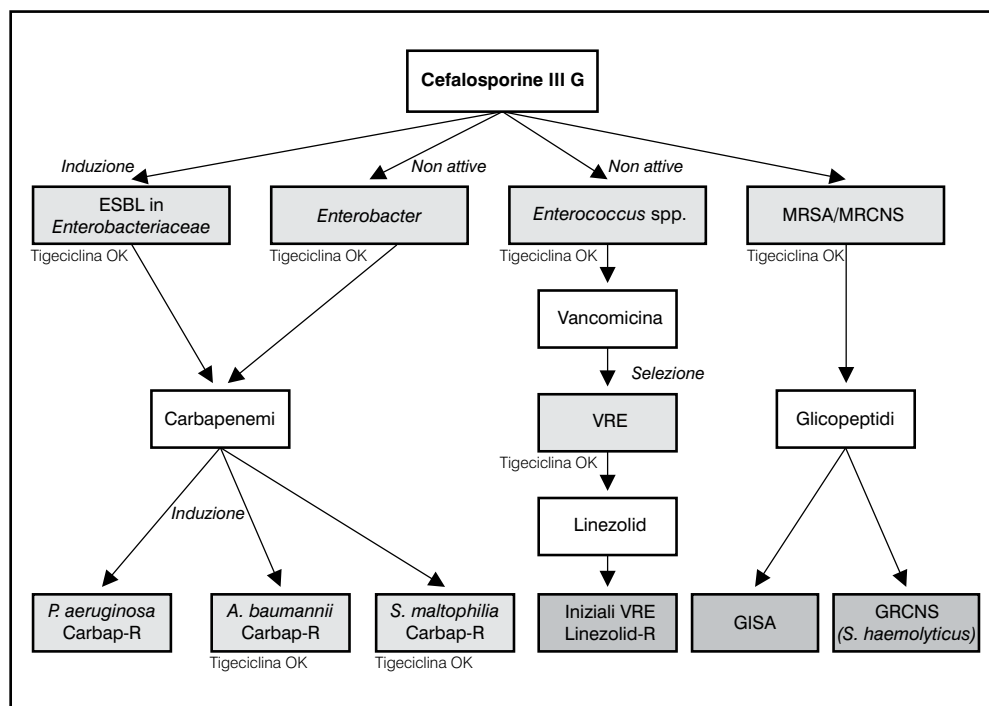 Cefalosporine III G
Induzione
Non attive
Non attive
ESBL in
Enterobacteriaceae
Enterobacter
Enterococcus spp.
MRSA/MRCNS
Tigeciclina OK
Tigeciclina OK
Tigeciclina OK
Tigeciclina OK
Vancomicina
Selezione
Carbapenemi
VRE
Glicopeptidi
Tigeciclina OK
Induzione
Linezolid
P. aeruginosa
Carbap-R
A. baumannii
Carbap-R
S. maltophilia
Carbap-R
Iniziali VRE
Linezolid-R
GISA
GRCNS
(S. haemolyticus)
Tigeciclina OK
Tigeciclina OK